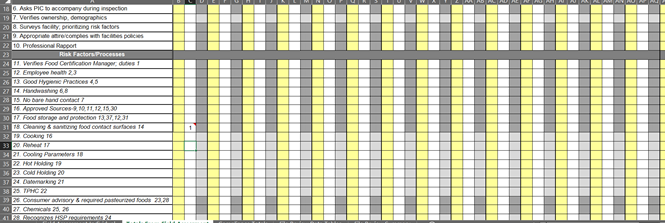 18 6. Asks PIC to accompany during inspection
19 7. Verifies ownership, demographics
20 8. Surveys facility; prioritizing risk factors
21 9. Appropriate attire/complies with facilities policies
22 10. Professional Rapport
23 Risk Factors/Processes
24 11. Verifies Food Certification Manager, duties 1
25 12. Employee health 2,3
26 13. Good Hygienic Practices 4,5
27 14. Handwashing 6,8
28 15. No bare hand contact 7
29 16. Approved Sources-9,10,11,12,15,30
30 17. Food storage and protection 13,37,12,31
31 18. Cleaning & sanitizing food contact surfaces 14 1
32 19. Cooking 16
33 20. Reheat 17
34 21. Cooling Parameters 18
35 22. Hot Holding 19
37 23. Cold Holding 20
37 24. Datemarking 21
38 25. TPHC 22
39 26. Consumer advisory & required pasteurized foods 23,28
40 27. Chemicals 25, 26
41 28. Recognizes HSP requirements 24